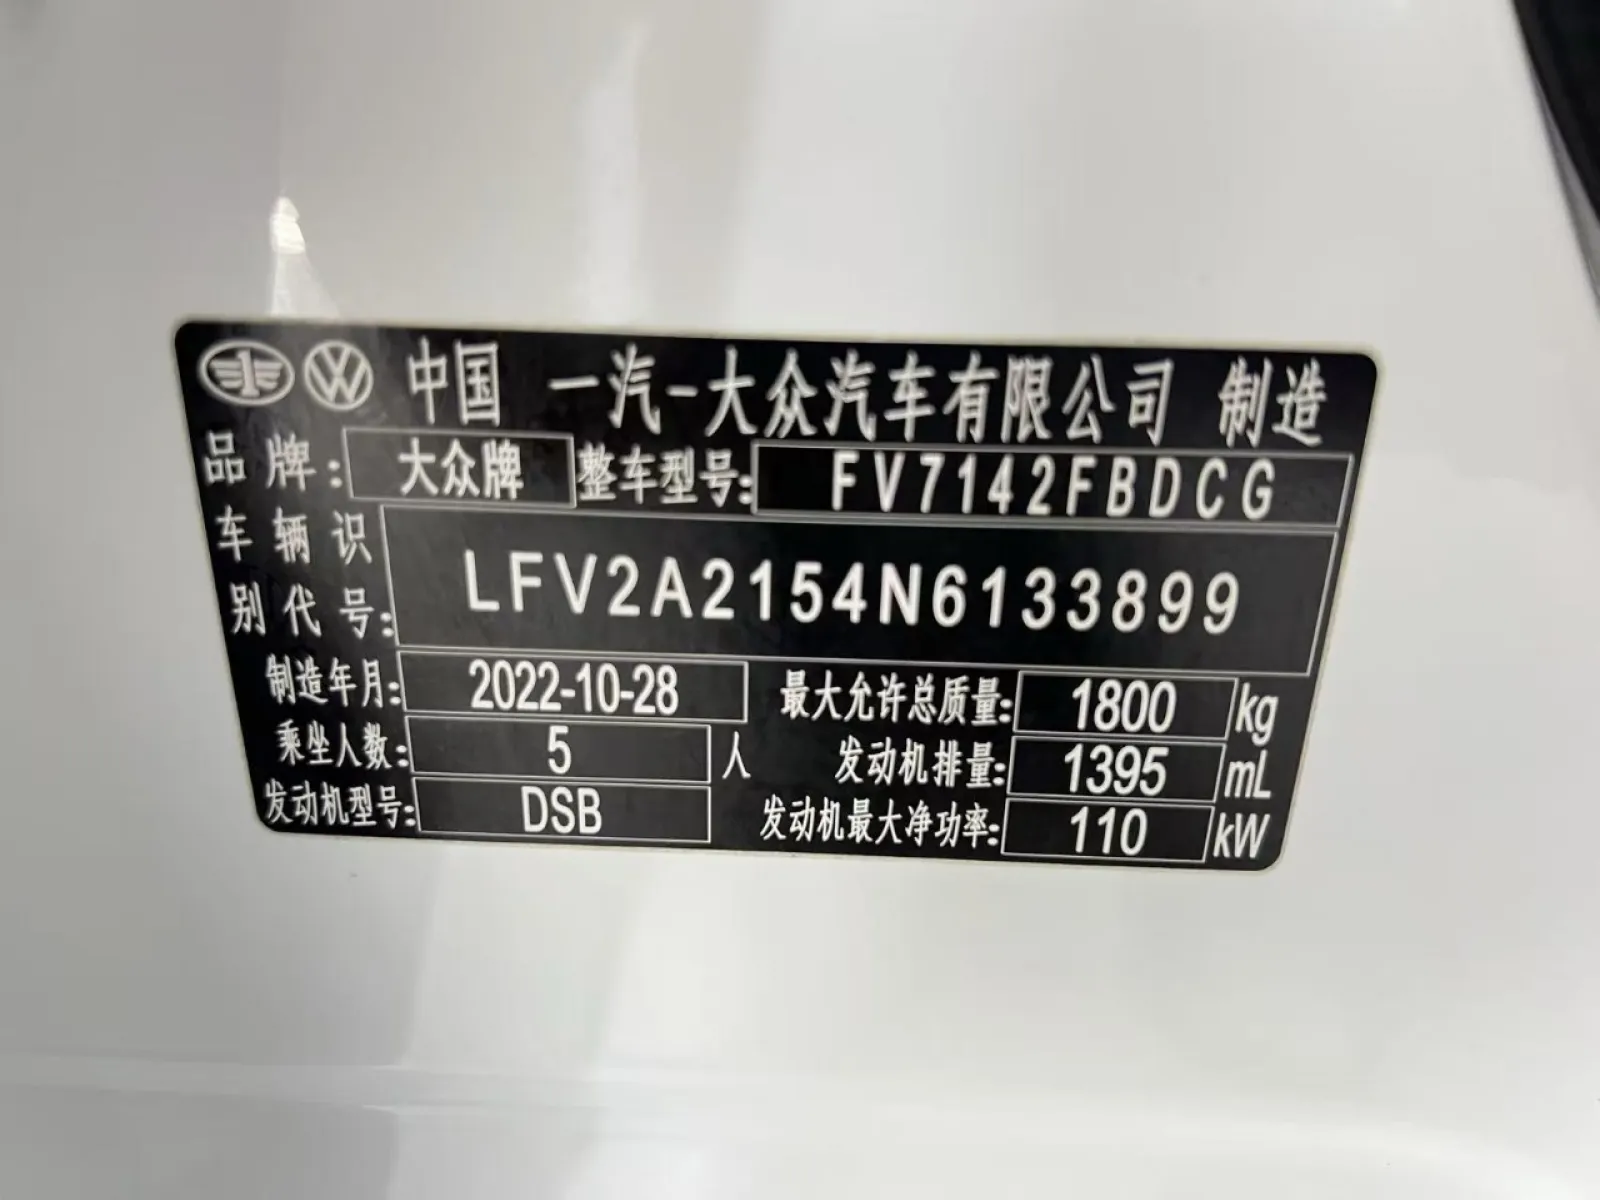 中国 一汽-大众汽车有限公司 制造
品牌: 大众牌 整车型号: FV7142FBDCG
车辆识别代号: LFV2A2154N6133899
制造年月: 2022-10-28 最大允许总质量: 1800 kg
乘坐人数: 5 人 发动机排量: 1395 mL
发动机型号: DSB 发动机最大净功率: 110 kW